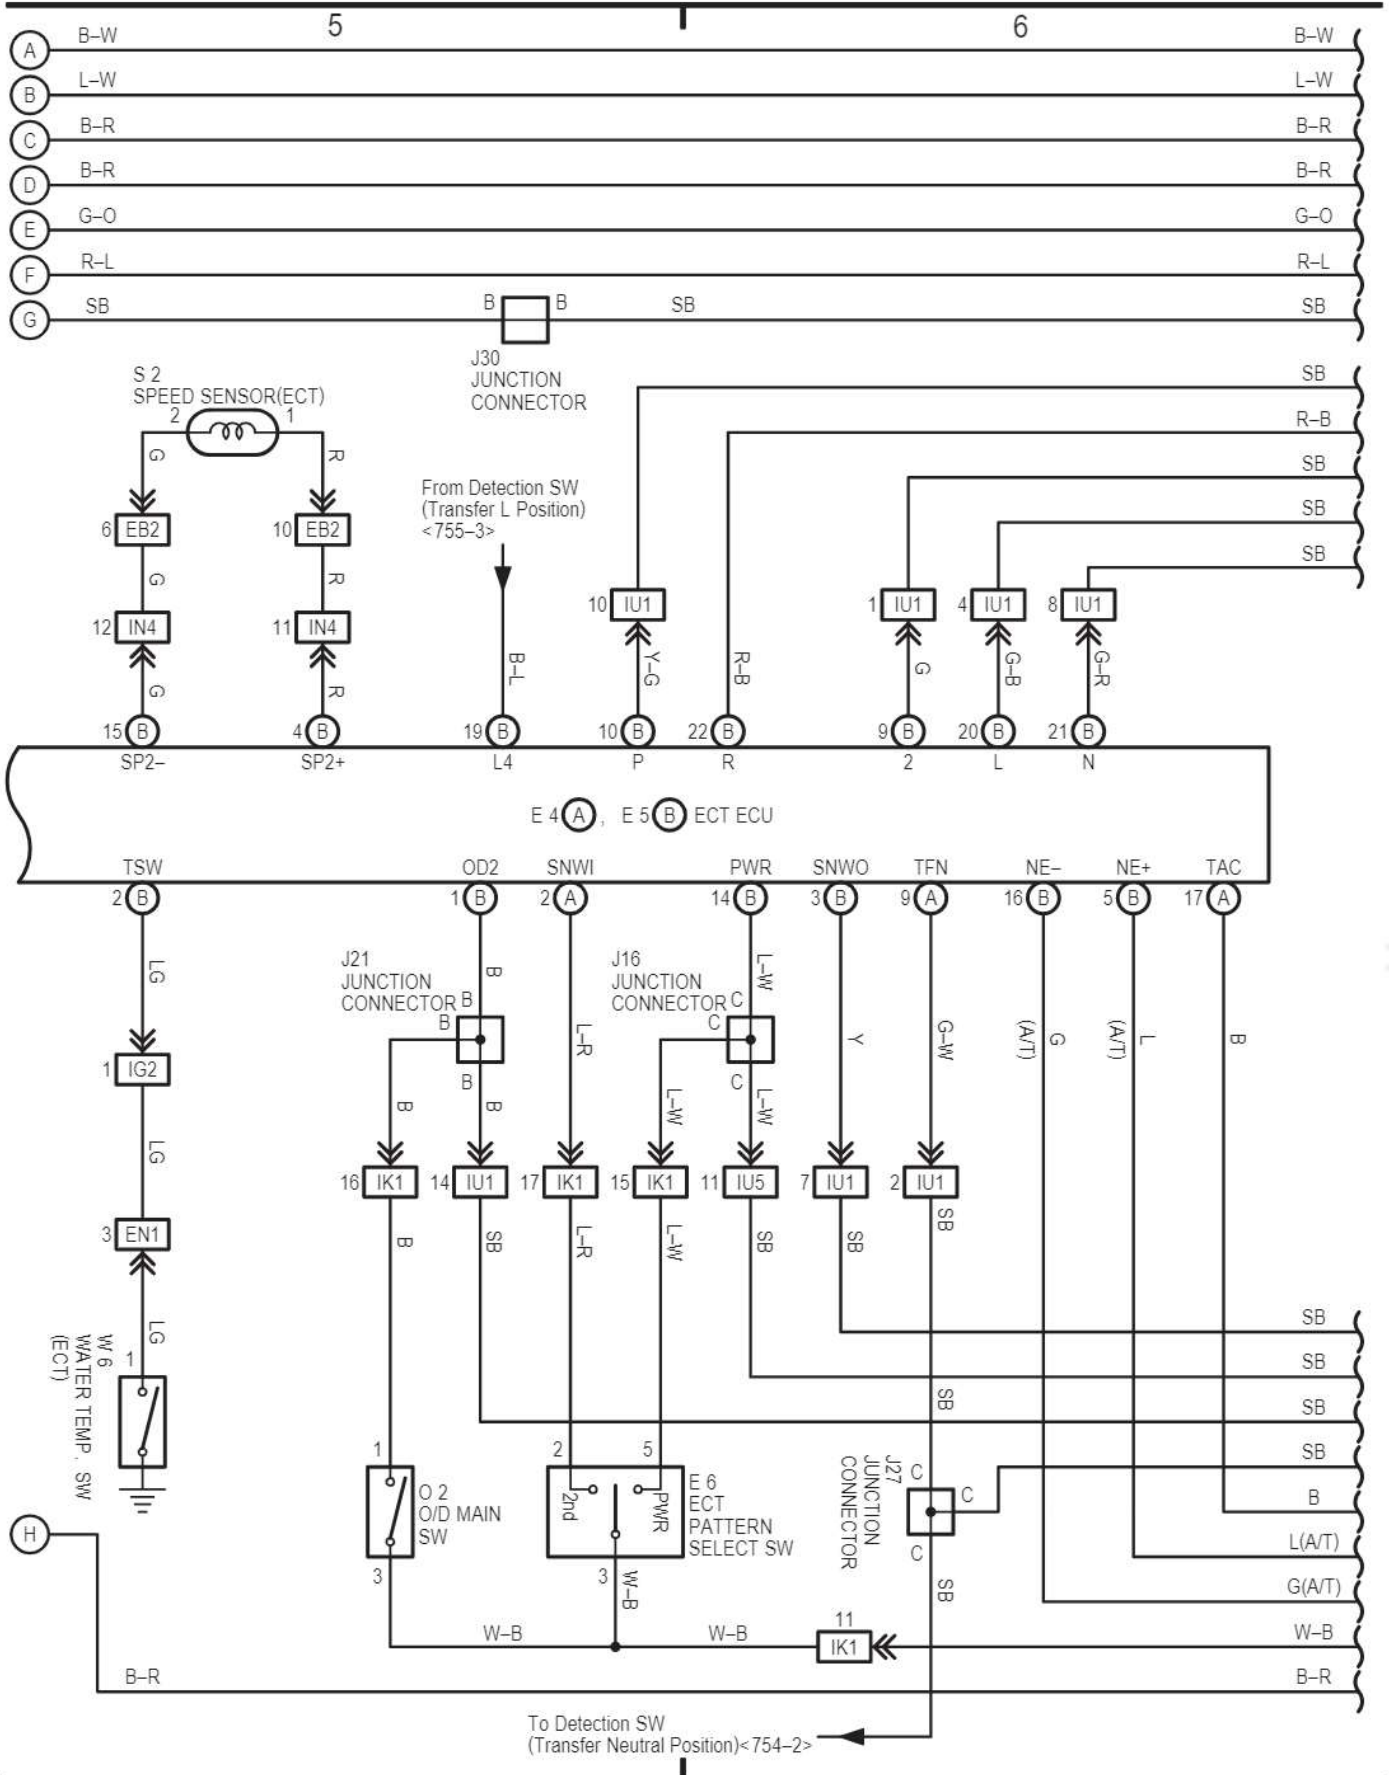 5 6
A B–W B–W
B L–W L–W
C B–R B–R
D B–R B–R
E G–O G–O
F R–L R–L
G SB B B SB SB
J30
JUNCTION
CONNECTOR
S 2
SPEED SENSOR(ECT)
2 1
G R
6 EB2 10 EB2
G R
12 IN4 11 IN4
G R
From Detection SW
(Transfer L Position)
<755–3>
B–L
SB
R–B
SB
SB
SB
10 IU1 1 IU1 4 IU1 8 IU1
Y–G R–B G G–B G–R
15 B 4 B 19 B 10 B 22 B 9 B 20 B 21 B
SP2– SP2+ L4 P R 2 L N
E 4 A , E 5 B ECT ECU
TSW OD2 SNWI PWR SNWO TFN NE– NE+ TAC
2 B 1 B 2 A 14 B 3 B 9 A 16 B 5 B 17 A
LG B L–R L–W Y G–W G (A/T) L (A/T) B
J21
JUNCTION
CONNECTOR B
B
B
J16
JUNCTION
CONNECTOR C
C
C
1 IG2
LG B B L–W L–W
16 IK1 14 IU1 17 IK1 15 IK1 11 IU5 7 IU1 2 IU1
3 EN1
B SB L–R L–W SB SB SB
LG
W 6
WATER TEMP. SW
(ECT)
1
SB
SB
SB
SB
SB
B
L(A/T)
G(A/T)
W–B
B–R
1
O 2
O/D MAIN
SW
3
2 5
2nd PWR
E 6
ECT
PATTERN
SELECT SW
3
W–B
J27
JUNCTION
CONNECTOR
C
C
C
SB
H
W–B W–B 11
IK1
B–R
To Detection SW
(Transfer Neutral Position)<754–2>